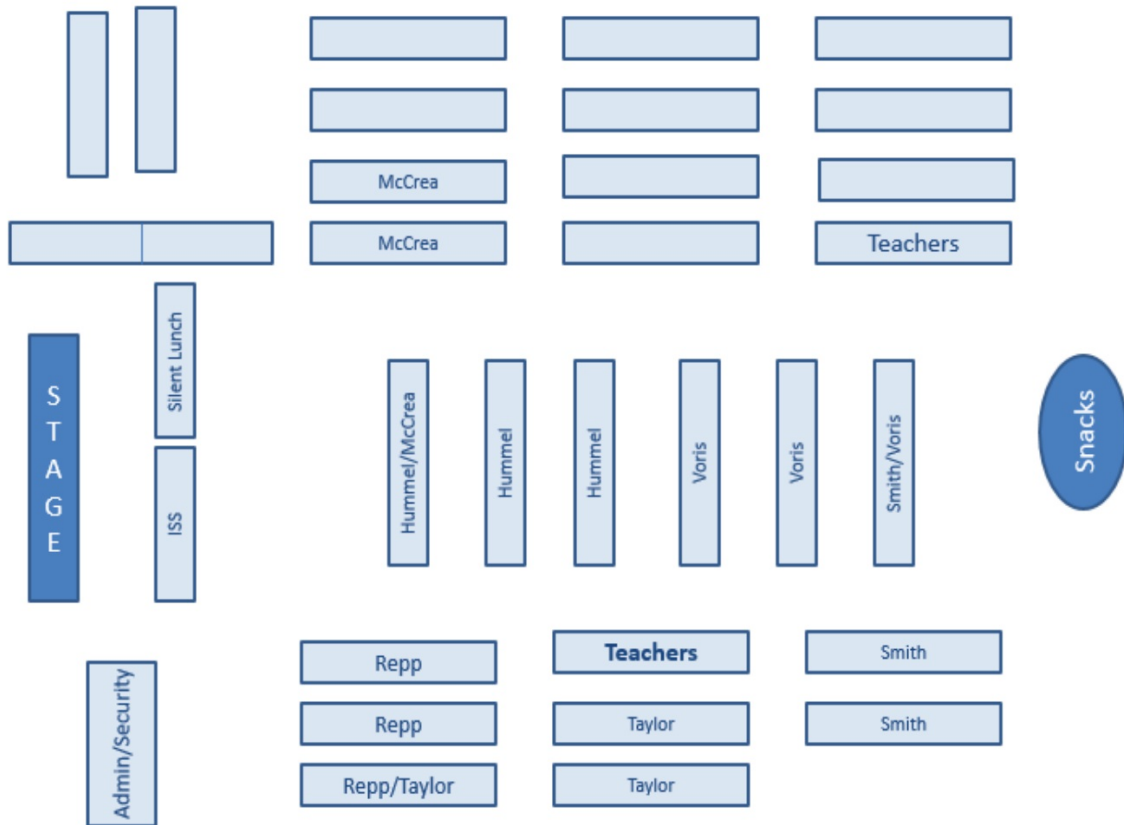 McCrea
McCrea
Teachers
Silent Lunch
STAGE
ISS
Hummel/McCrea
Hummel
Hummel
Voris
Voris
Smith/Voris
Snacks
Admin/Security
Repp
Teachers
Smith
Repp
Taylor
Smith
Repp/Taylor
Taylor